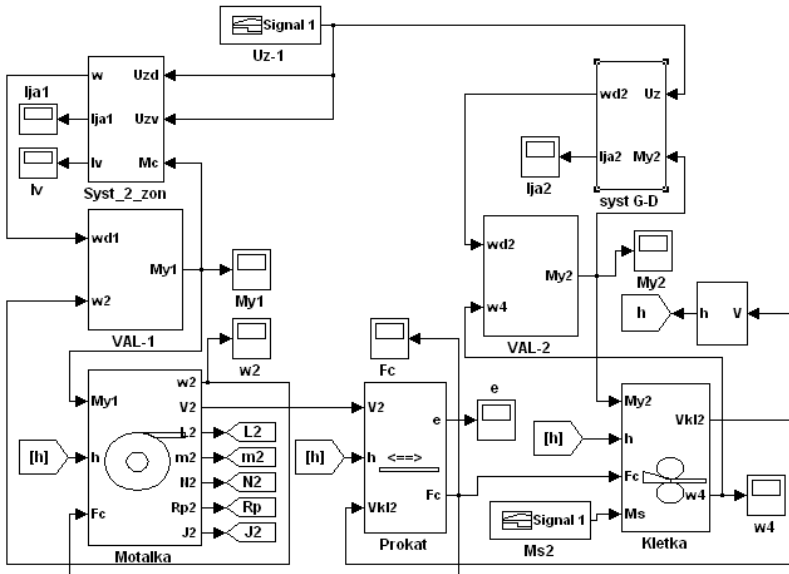 Signal 1
Uz-1
w
Uzd
Ija1
Ija1
Uzv
Iv
Mc
Iv
Syst_2_zon
wd2
Uz
Ija2
My2
Ija2
syst G-D
wd1
My1
w2
VAL-1
My1
wd2
My2
w4
VAL-2
My2
h
h
V
w2
Fc
e
My1
w2
V2
L2
L2
[h]
h
m2
m2
N2
N2
Rp2
Rp
Fc
J2
J2
Motalka
V2
e
[h]
h
<==>
Fc
Vkl2
Prokat
My2
Vkl2
[h]
h
Fc
w4
Ms
Kletka
Signal 1
Ms2
w4